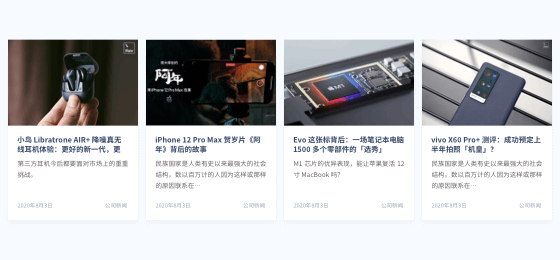 阿年
小鸟 Libratrone AIR+ 降噪真无
线耳机体验：更好的新一代，更
第三方耳机今后都要面对市场上的重重
挑战。
2020年8月3日
公司新闻
iPhone 12 Pro Max 贺岁片《阿
年》背后的故事
民族国家是人类有史以来最强大的社会
结构，数以百万计的人因为这样或那样
的原因联系在…
2020年8月3日
公司新闻
Evo 这张标背后：一场笔记本电脑
1500 多个零部件的「选秀」
M1 芯片的优异表现，能让苹果复活 12
寸 MacBook 吗？
2020年8月3日
公司新闻
vivo X60 Pro+ 测评：成功预定上
半年拍照「机皇」？
民族国家是人类有史以来最强大的社会
结构，数以百万计的人因为这样或那样
的原因联系在…
2020年8月3日
公司新闻